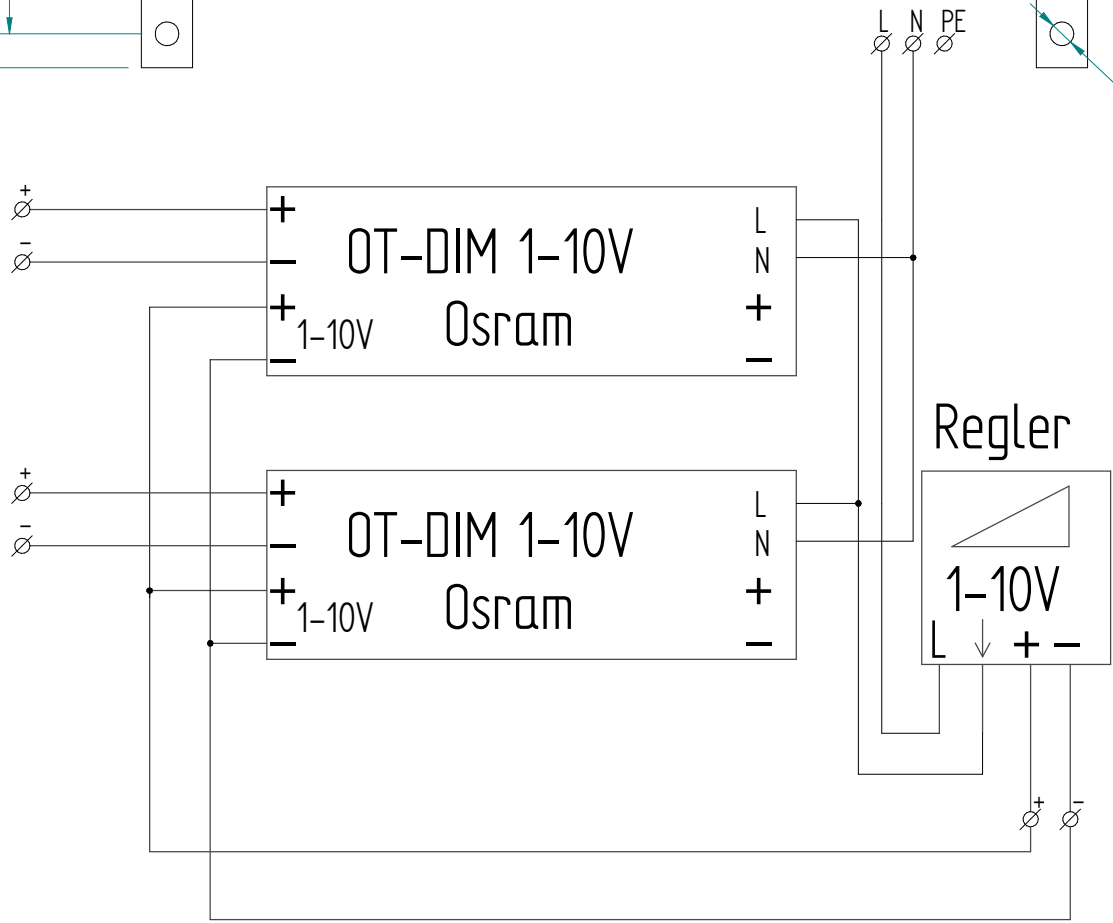 L N PE
+
−
+ OT-DIM 1-10V L
− N
+ 1-10V Osram +
− −
Regler
+
−
+ OT-DIM 1-10V L
− N
+ 1-10V Osram +
− −
1-10V
L ↓ + −
+ −